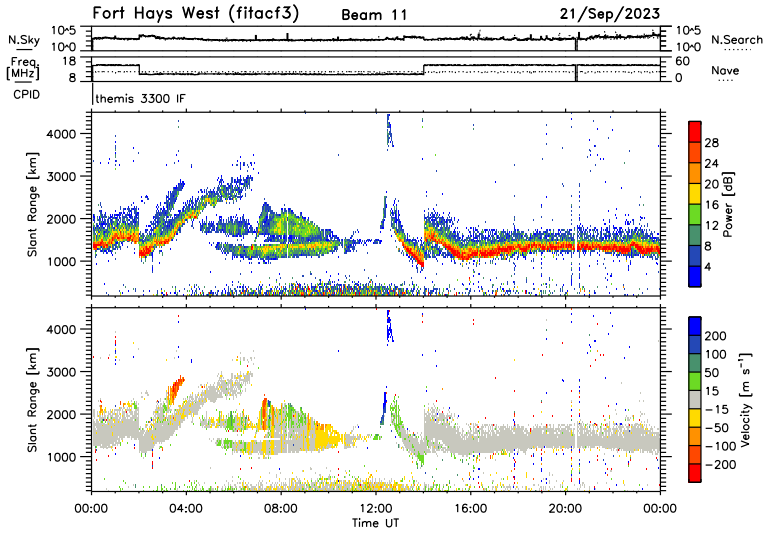 Fort Hays West (fitacf3) Beam 11 21/Sep/2023
N.Sky 10^5 10^0 10^5 10^0 N.Search
Freq. [MHz] 18 8 60 0 Nave
CPID themis 3300 IF
Slant Range [km] 4000 3000 2000 1000
Power [dB] 28 24 20 16 12 8 4
Slant Range [km] 4000 3000 2000 1000
Velocity [m s⁻¹] 200 100 50 15 −15 −50 −100 −200
00:00 04:00 08:00 12:00 16:00 20:00 00:00
Time UT